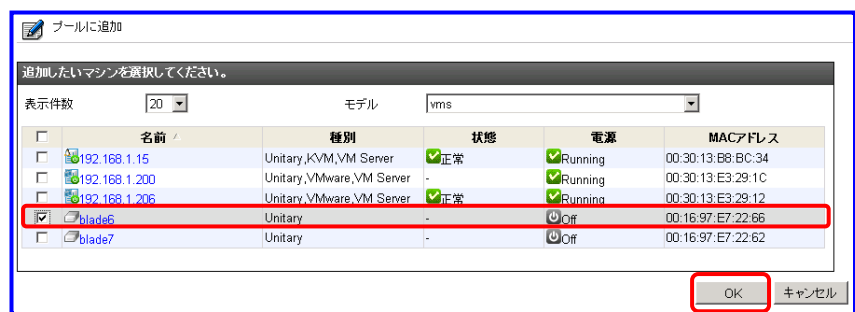 プールに追加
追加したいマシンを選択してください。
表示件数 20 モデル vms
名前 種別 状態 電源 MACアドレス
192.168.1.15 Unitary,KVM,VM Server 正常 Running 00:30:13:B8:BC:34
192.168.1.200 Unitary,VMware,VM Server - Running 00:30:13:E3:29:1C
192.168.1.206 Unitary,VMware,VM Server 正常 Running 00:30:13:E3:29:12
blade6 Unitary - Off 00:16:97:E7:22:66
blade7 Unitary - Off 00:16:97:E7:22:62
OK キャンセル